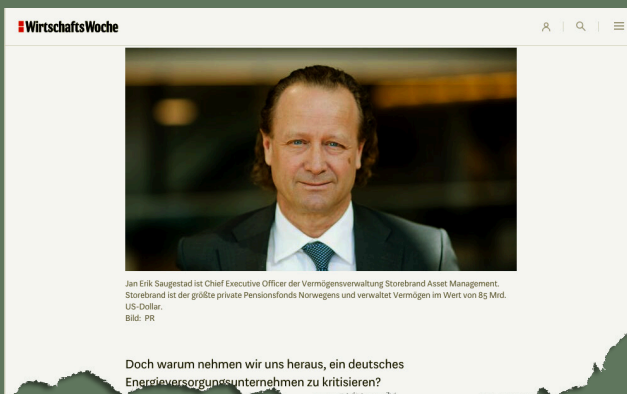 WirtschaftsWoche
Jan Erik Saugestad ist Chief Executive Officer der Vermögensverwaltung Storebrand Asset Management.
Storebrand ist der größte private Pensionsfonds Norwegens und verwaltet Vermögen im Wert von 85 Mrd.
US-Dollar.
Bild: PR
Doch warum nehmen wir uns heraus, ein deutsches
Energieversorgungsunternehmen zu kritisieren?